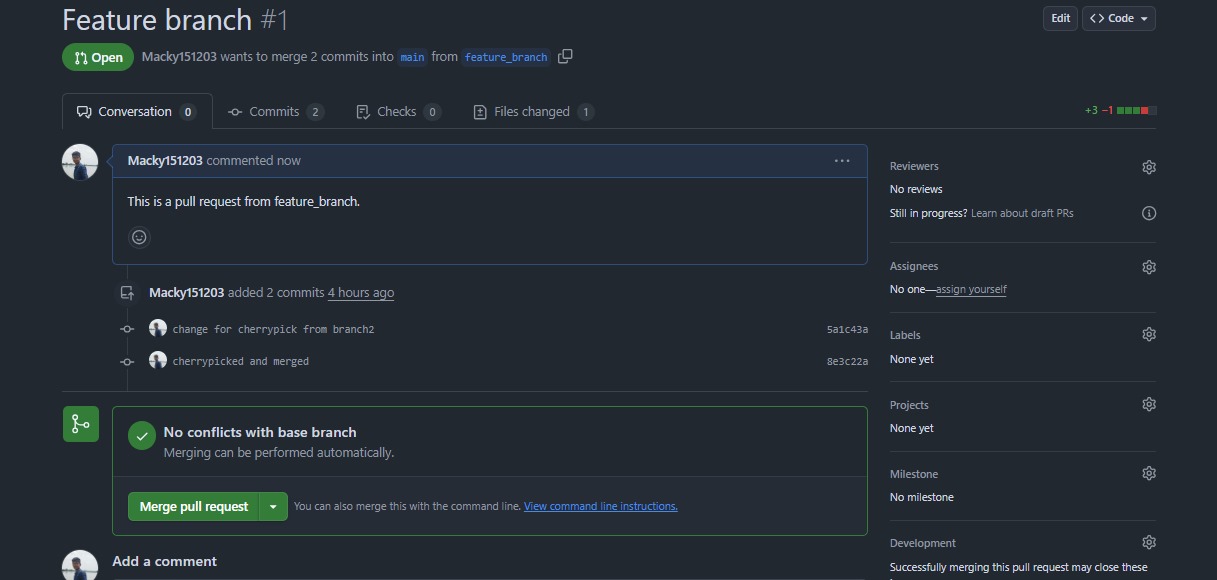 Feature branch #1
Edit
<> Code
Open
Macky151203 wants to merge 2 commits into main from feature_branch
Conversation 0
Commits 2
Checks 0
Files changed 1
+3 −1
Macky151203 commented now
...
This is a pull request from feature_branch.
Macky151203 added 2 commits 4 hours ago
change for cherrypick from branch2 5a1c43a
cherrypicked and merged 8e3c22a
No conflicts with base branch
Merging can be performed automatically.
Merge pull request
You can also merge this with the command line. View command line instructions.
Add a comment
Reviewers
No reviews
Still in progress? Learn about draft PRs
Assignees
No one—assign yourself
Labels
None yet
Projects
None yet
Milestone
No milestone
Development
Successfully merging this pull request may close these